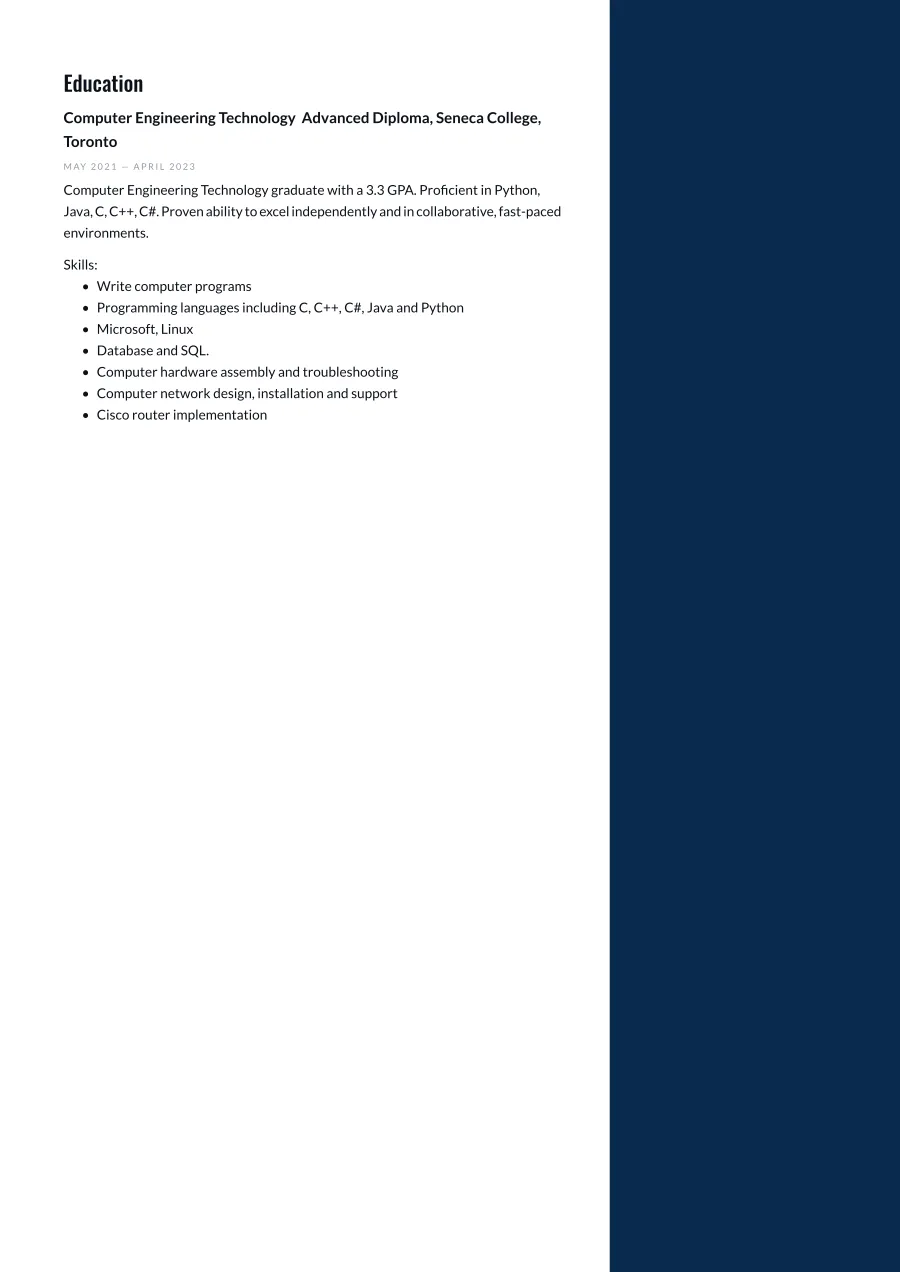 Education
Computer Engineering Technology  Advanced Diploma, Seneca College,
Toronto
MAY 2021 — APRIL 2023
Computer Engineering Technology graduate with a 3.3 GPA. Proficient in Python,
Java, C, C++, C#. Proven ability to excel independently and in collaborative, fast-paced
environments.
Skills:
• Write computer programs
• Programming languages including C, C++, C#, Java and Python
• Microsoft, Linux
• Database and SQL.
• Computer hardware assembly and troubleshooting
• Computer network design, installation and support
• Cisco router implementation